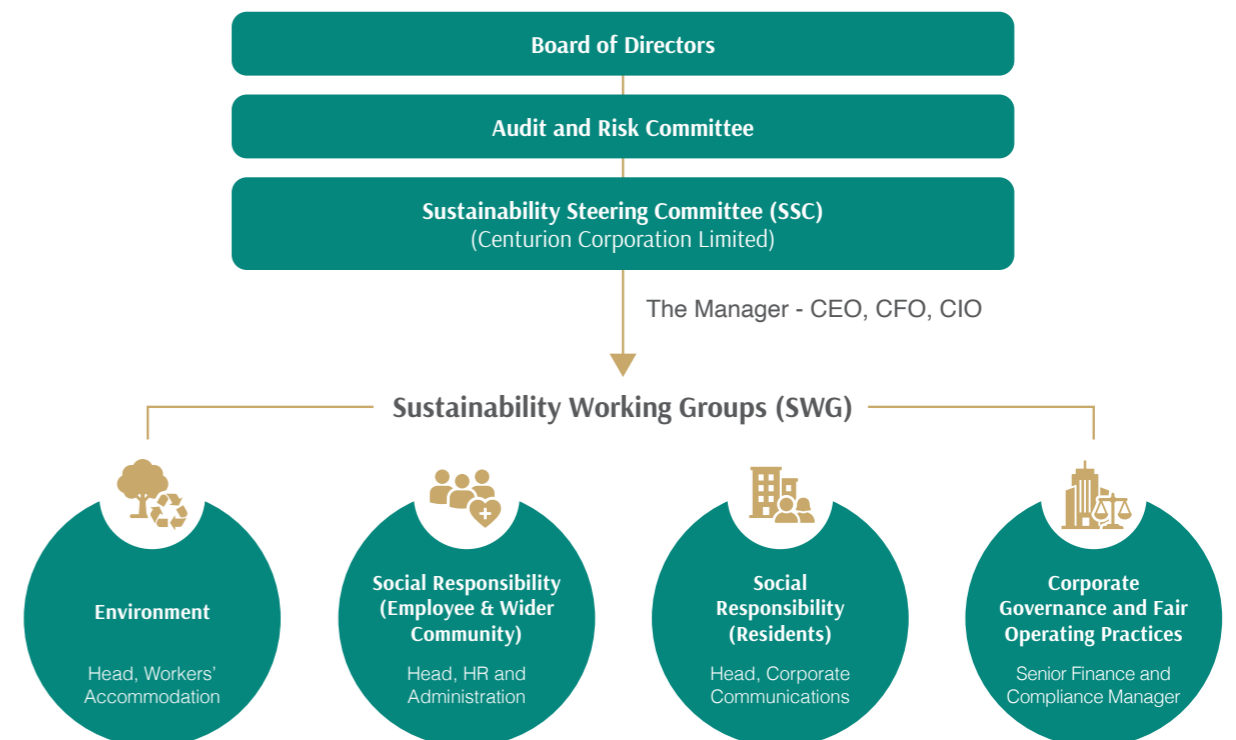 Board of Directors
Audit and Risk Committee
Sustainability Steering Committee (SSC)
(Centurion Corporation Limited)
The Manager - CEO, CFO, CIO
Sustainability Working Groups (SWG)
Environment
Head, Workers’
Accommodation
Social Responsibility
(Employee & Wider
Community)
Head, HR and
Administration
Social
Responsibility
(Residents)
Head, Corporate
Communications
Corporate
Governance and Fair
Operating Practices
Senior Finance and
Compliance Manager